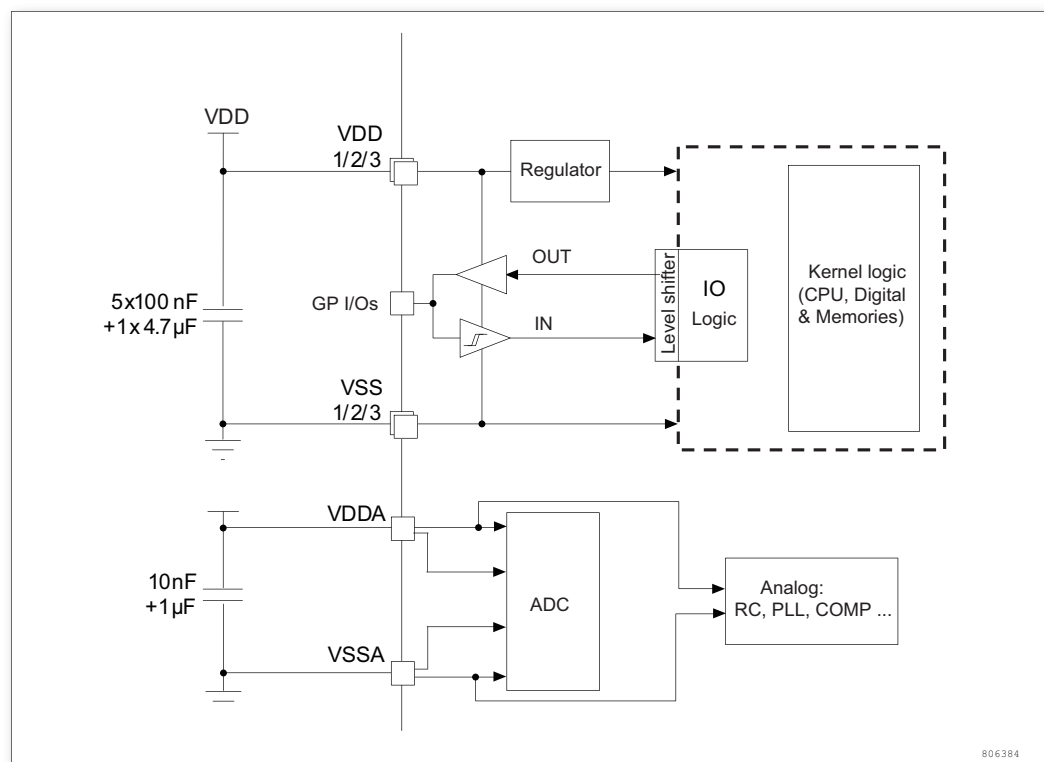 VDD
VDD
1/2/3
Regulator
OUT
Level shifter
IO
Logic
Kernel logic
(CPU, Digital
& Memories)
GP I/Os
5x100 nF
+1x 4.7µF
IN
VSS
1/2/3
VDDA
10nF
+1µF
ADC
Analog:
RC, PLL, COMP ...
VSSA
806384